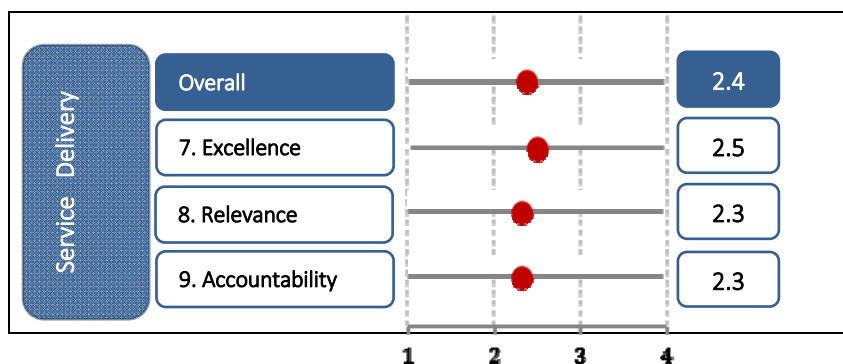 Service Delivery
Overall
2.4
7. Excellence
2.5
8. Relevance
2.3
9. Accountability
2.3
1 2 3 4